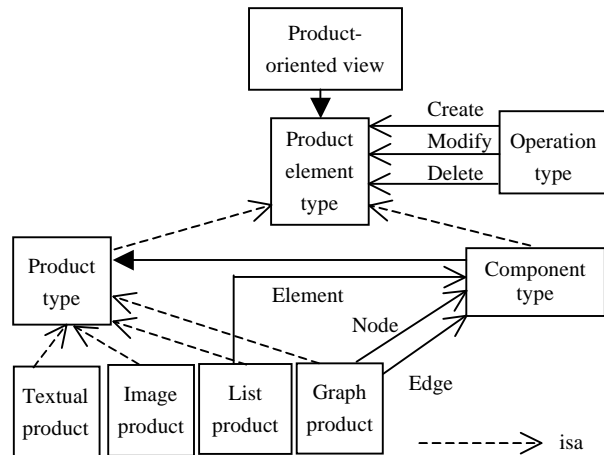 Product-
oriented view
Create
Product
element
type
Modify
Operation
type
Delete
Product
type
Component
type
Element
Node
Edge
Textual
product
Image
product
List
product
Graph
product
isa